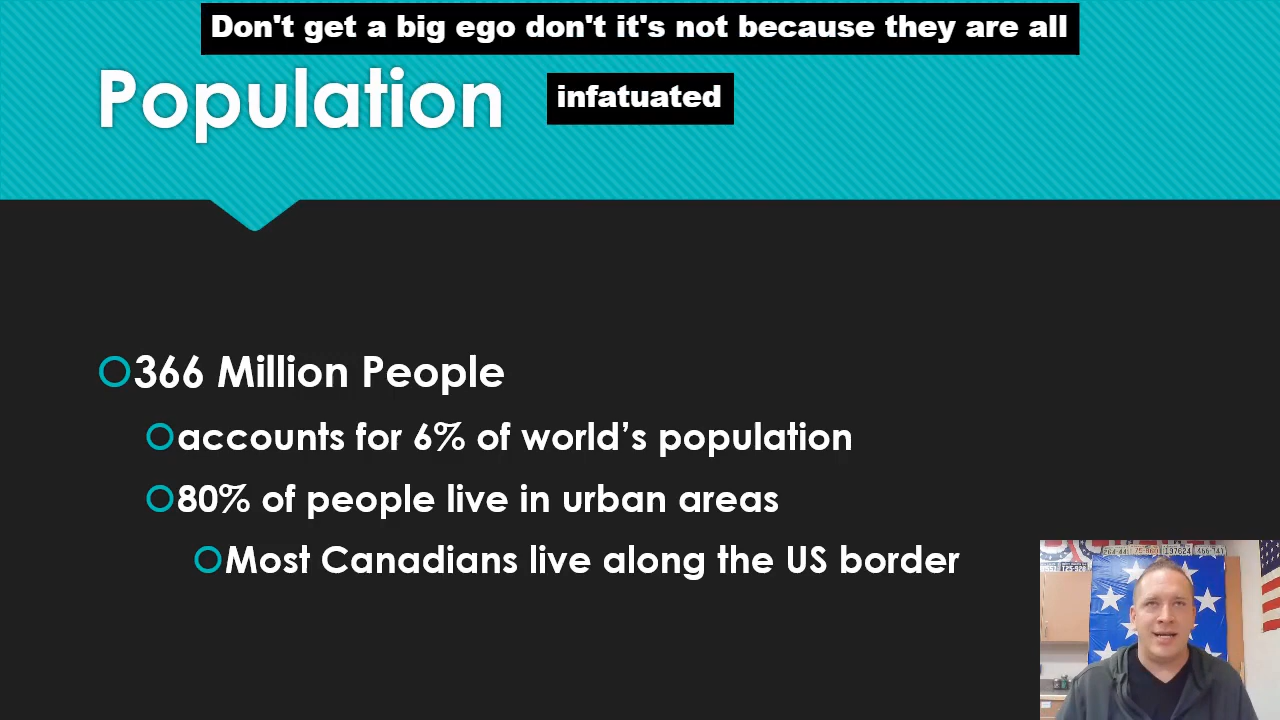 Don't get a big ego don't it's not because they are all
infatuated
Population
366 Million People
accounts for 6% of world's population
80% of people live in urban areas
Most Canadians live along the US border